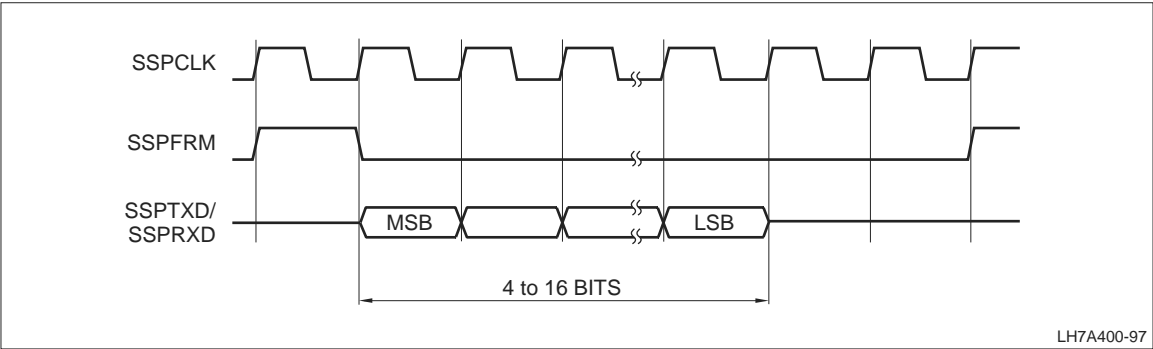 SSPCLK
SSPFRM
SSPTXD/
SSPRXD
MSB
LSB
4 to 16 BITS
LH7A400-97